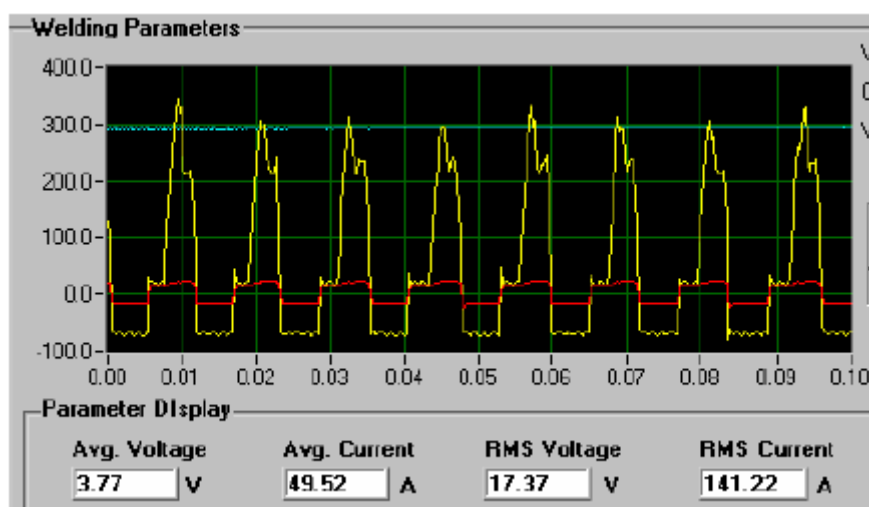 Welding Parameters
400.0
300.0
200.0
100.0
0.0
-100.0
0.00 0.01 0.02 0.03 0.04 0.05 0.06 0.07 0.08 0.09 0.10
Parameter DIsplay
Avg. Voltage Avg. Current RMS Voltage RMS Current
3.77 V 49.52 A 17.37 V 141.22 A